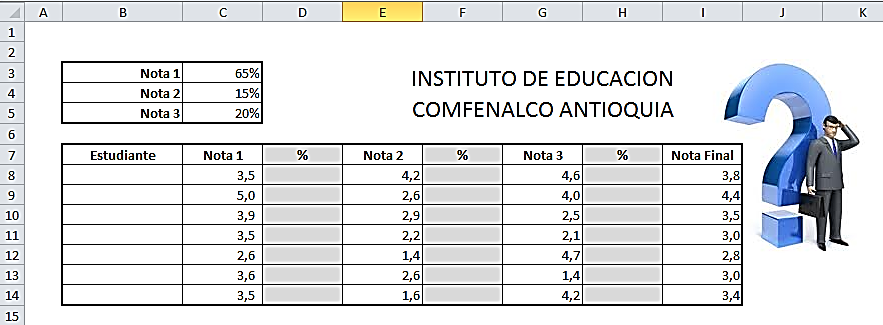 A B C D E F G H I J K
1
2
3 Nota 1 65%
4 Nota 2 15%
5 Nota 3 20%
INSTITUTO DE EDUCACION
COMFENALCO ANTIOQUIA
6
7 Estudiante Nota 1 % Nota 2 % Nota 3 % Nota Final
8 3,5 4,2 4,6 3,8
9 5,0 2,6 4,0 4,4
10 3,9 2,9 2,5 3,5
11 3,5 2,2 2,1 3,0
12 2,6 1,4 4,7 2,8
13 3,6 2,6 1,4 3,0
14 3,5 1,6 4,2 3,4
15